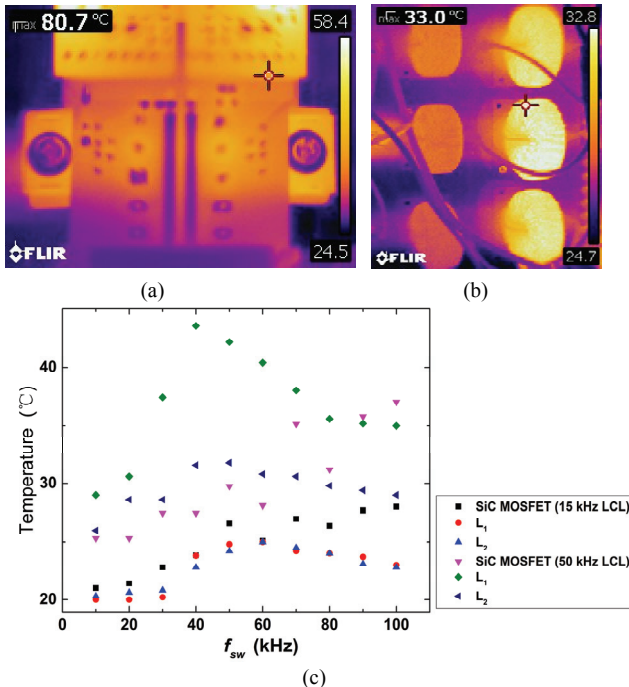 max 80.7 °C
58.4
24.5
FLIR
(a)
max 33.0 °C
32.8
24.7
FLIR
(b)
Temperature (℃)
40
30
20
0 20 40 60 80 100
fsw (kHz)
SiC MOSFET (15 kHz LCL)
L₁
L₂
SiC MOSFET (50 kHz LCL)
L₁
L₂
(c)